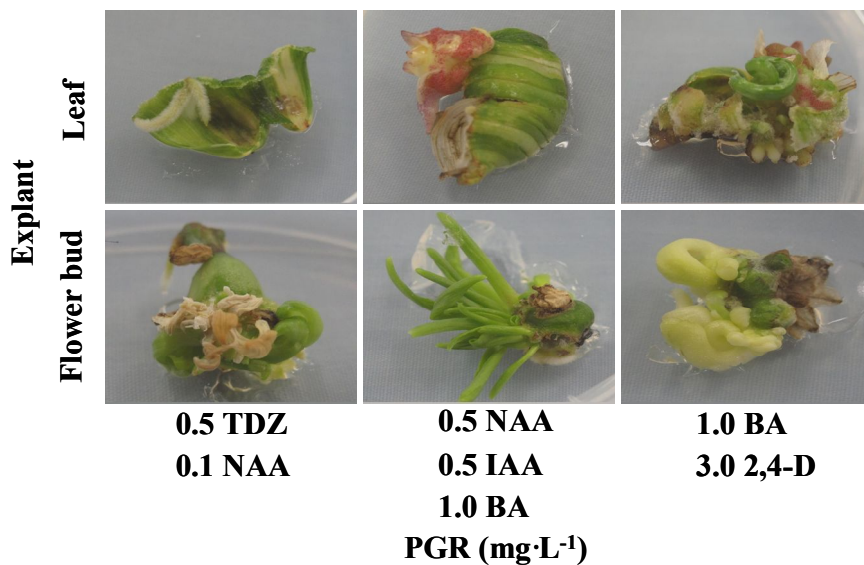 Explant
Leaf
Flower bud
0.5 TDZ
0.1 NAA
0.5 NAA
0.5 IAA
1.0 BA
1.0 BA
3.0 2,4-D
PGR (mg·L⁻¹)